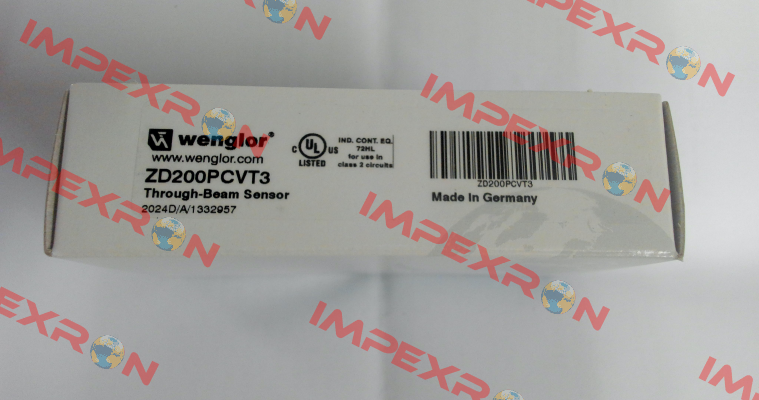 wenglor®
www.wenglor.com
ZD200PCVT3
Through-Beam Sensor
2024D/A/1332957
C UL US
LISTED
IND. CONT. EQ.
72HL
for use in
class 2 circuits
ZD200PCVT3
Made in Germany
IMPEXRON
IMPEXRON
IMPEXRON
IMPEXRON
IMPEXRON
IMPEXRON
IMPEX